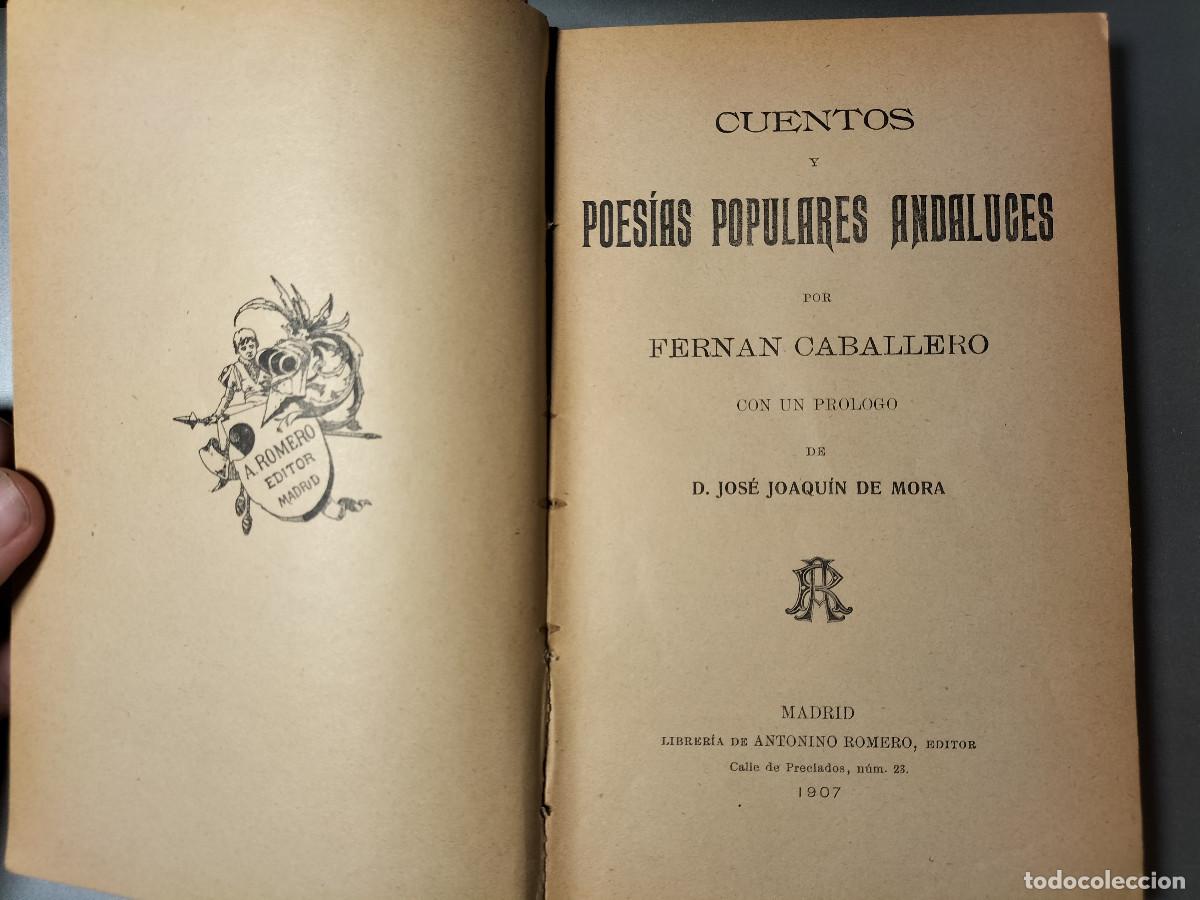 A. ROMERO
EDITOR
MADRID
CUENTOS
Y
POESÍAS POPULARES ANDALUCES
POR
FERNAN CABALLERO
CON UN PROLOGO
DE
D. JOSÉ JOAQUÍN DE MORA
AR
MADRID
LIBRERÍA DE ANTONINO ROMERO, EDITOR
Calle de Preciados, núm. 23.
1907
todocoleccion